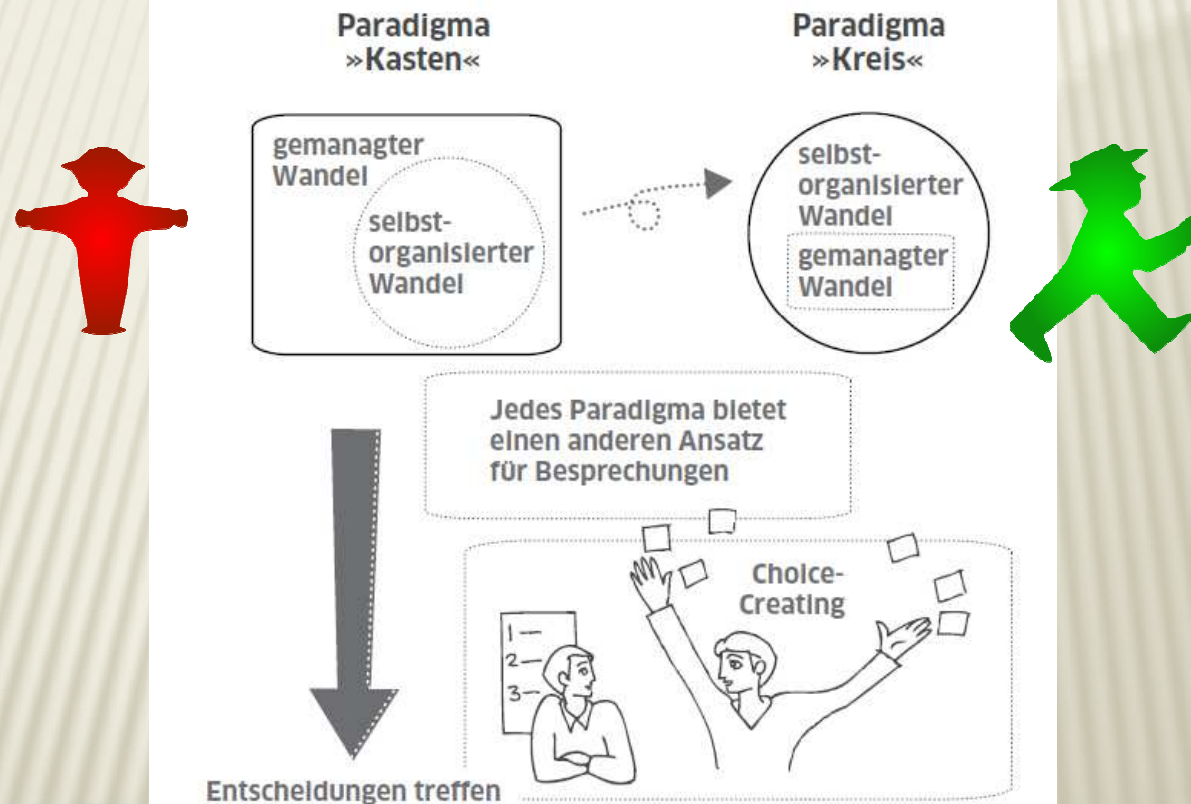 Paradigma
»Kasten«
Paradigma
»Kreis«
gemanagter
Wandel
selbst-
organisierter
Wandel
selbst-
organisierter
Wandel
gemanagter
Wandel
Jedes Paradigma bietet
einen anderen Ansatz
für Besprechungen
Choice-
Creating
1
2
3
Entscheidungen treffen